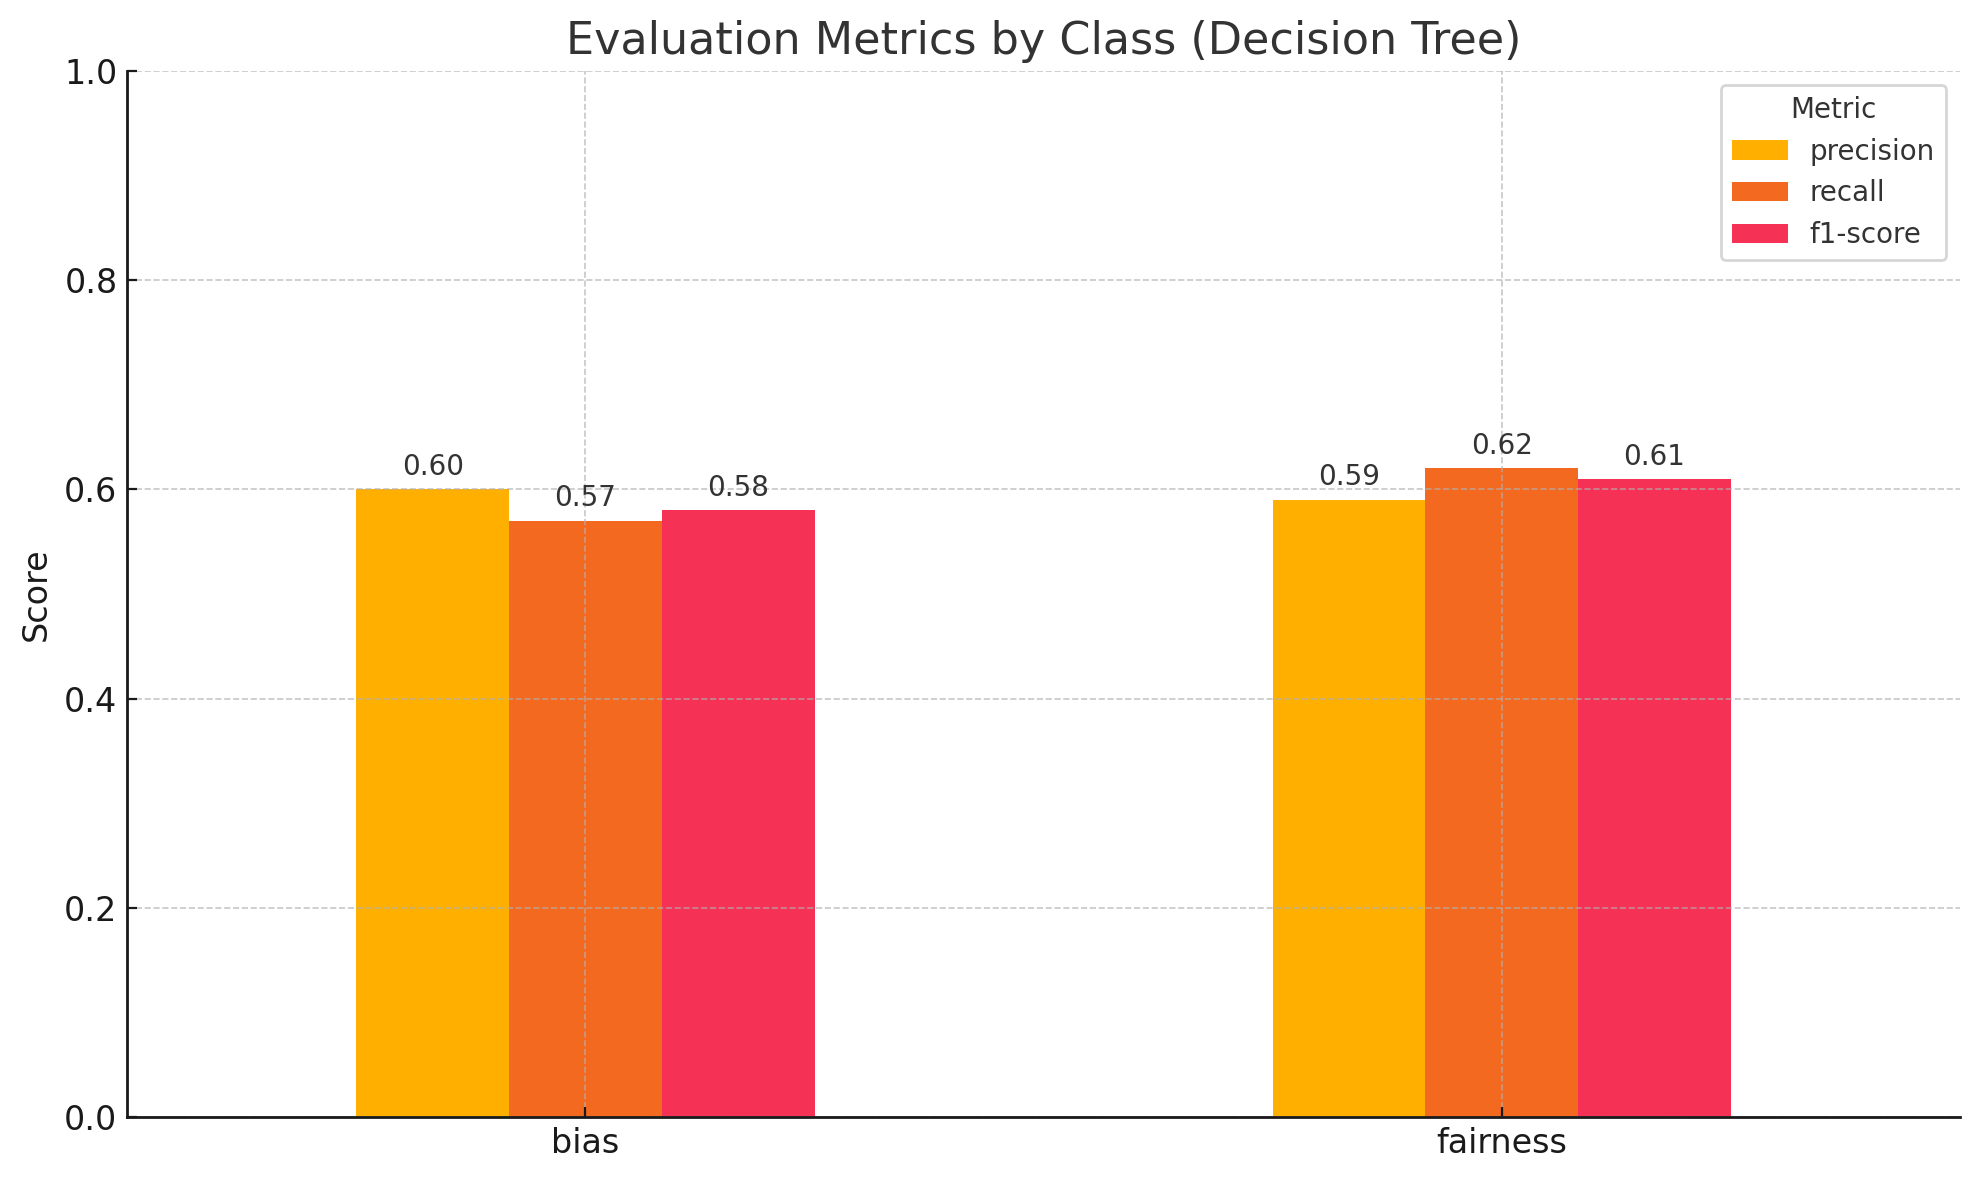 Evaluation Metrics by Class (Decision Tree)
Metric
precision
recall
f1-score
Score
1.0
0.8
0.6
0.4
0.2
0.0
0.60
0.57
0.58
0.59
0.62
0.61
bias
fairness